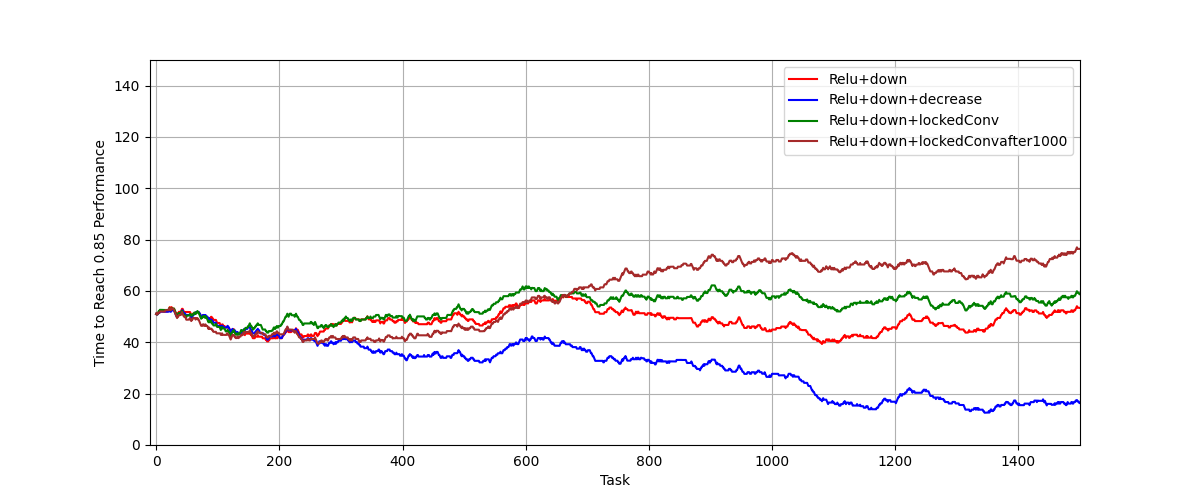 140
120
100
80
60
40
20
0
Time to Reach 0.85 Performance
Relu+down
Relu+down+decrease
Relu+down+lockedConv
Relu+down+lockedConvafter1000
0 200 400 600 800 1000 1200 1400
Task